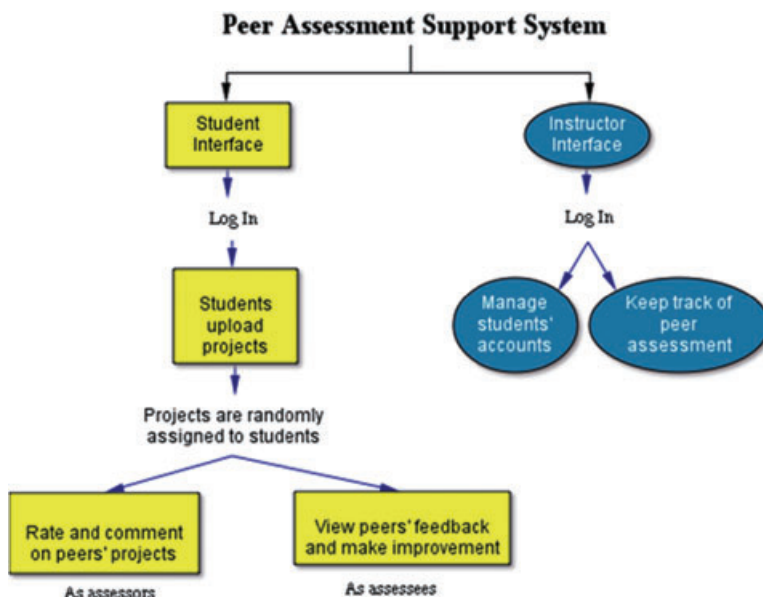 Peer Assessment Support System
Student
Interface
Instructor
Interface
Log In
Log In
Students
upload
projects
Manage
students'
accounts
Keep track of
peer
assessment
Projects are randomly
assigned to students
Rate and comment
on peers' projects
View peers' feedback
and make improvement
As assessors
As assessees